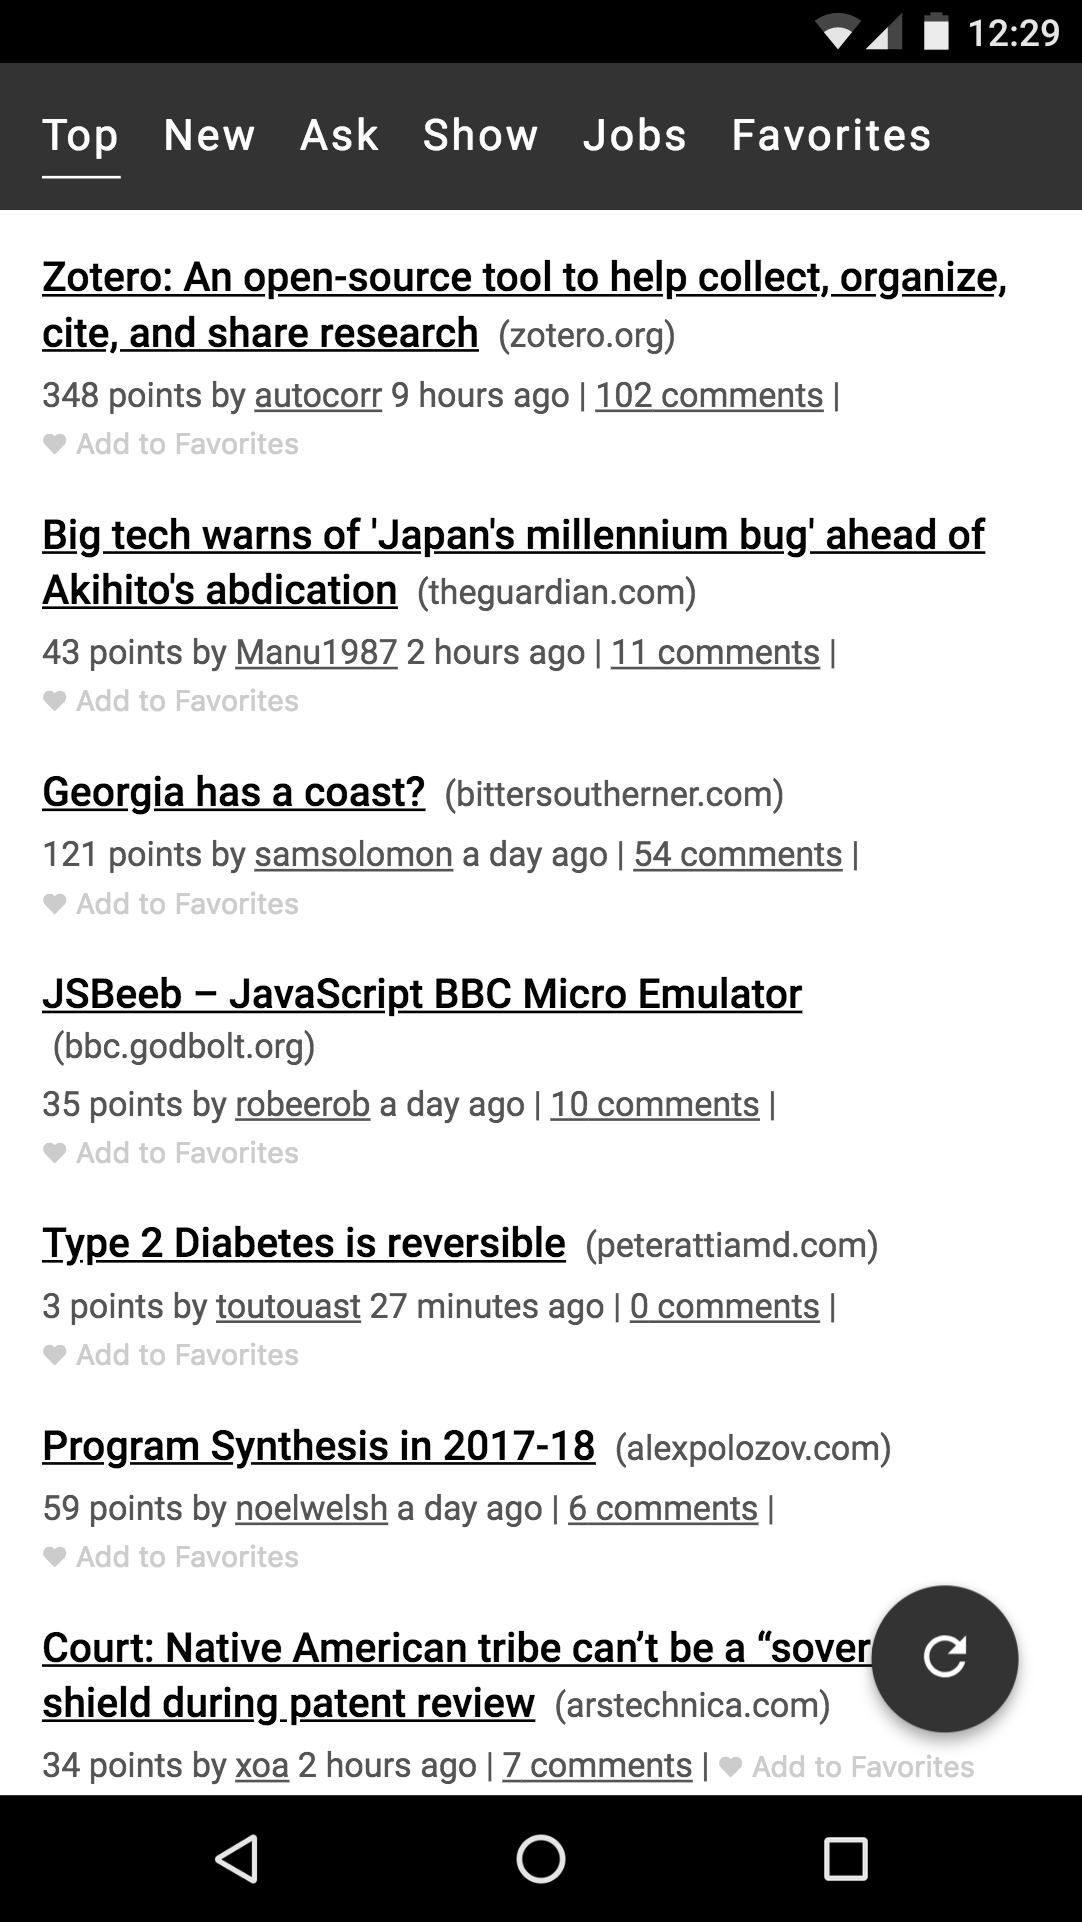 12:29
Top New Ask Show Jobs Favorites
Zotero: An open-source tool to help collect, organize,
cite, and share research (zotero.org)
348 points by autocorr 9 hours ago | 102 comments |
Add to Favorites
Big tech warns of 'Japan's millennium bug' ahead of
Akihito's abdication (theguardian.com)
43 points by Manu1987 2 hours ago | 11 comments |
Add to Favorites
Georgia has a coast? (bittersoutherner.com)
121 points by samsolomon a day ago | 54 comments |
Add to Favorites
JSBeeb – JavaScript BBC Micro Emulator
(bbc.godbolt.org)
35 points by robeerob a day ago | 10 comments |
Add to Favorites
Type 2 Diabetes is reversible (peterattiamd.com)
3 points by toutouast 27 minutes ago | 0 comments |
Add to Favorites
Program Synthesis in 2017-18 (alexpolozov.com)
59 points by noelwelsh a day ago | 6 comments |
Add to Favorites
Court: Native American tribe can’t be a “sover
shield during patent review (arstechnica.com)
34 points by xoa 2 hours ago | 7 comments | Add to Favorites